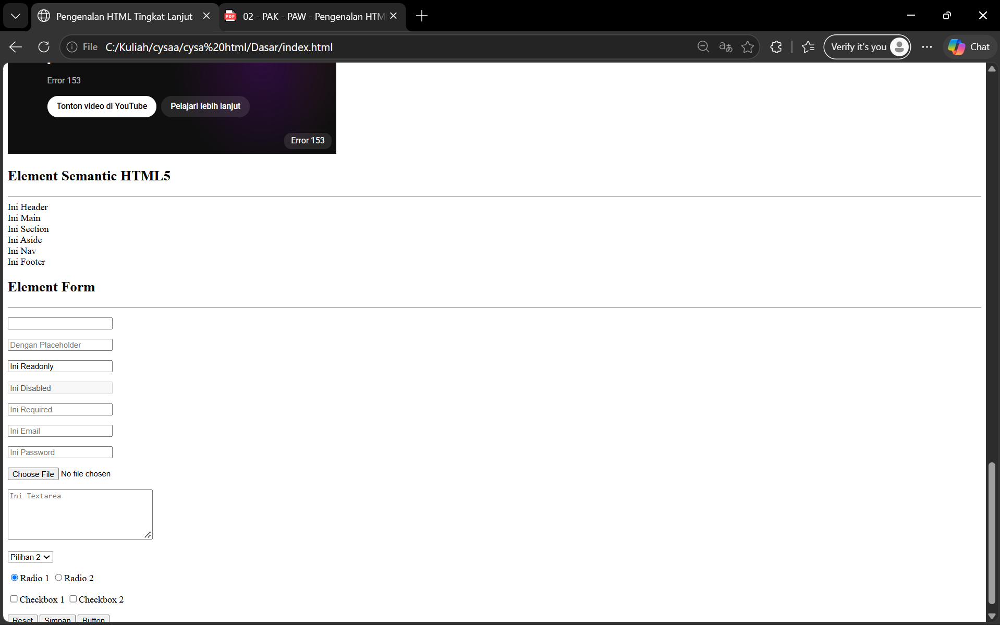 Pengenalan HTML Tingkat Lanjut
02 - PAK - PAW - Pengenalan HTM
File C:/Kuliah/cysaa/cysa%20html/Dasar/index.html
Verify it's you
Chat
Error 153
Tonton video di YouTube
Pelajari lebih lanjut
Error 153
Element Semantic HTML5
Ini Header
Ini Main
Ini Section
Ini Aside
Ini Nav
Ini Footer
Element Form
Dengan Placeholder
Ini Readonly
Ini Disabled
Ini Required
Ini Email
Ini Password
Choose File No file chosen
Ini Textarea
Pilihan 2
Radio 1 Radio 2
Checkbox 1 Checkbox 2
Reset Simpan Button